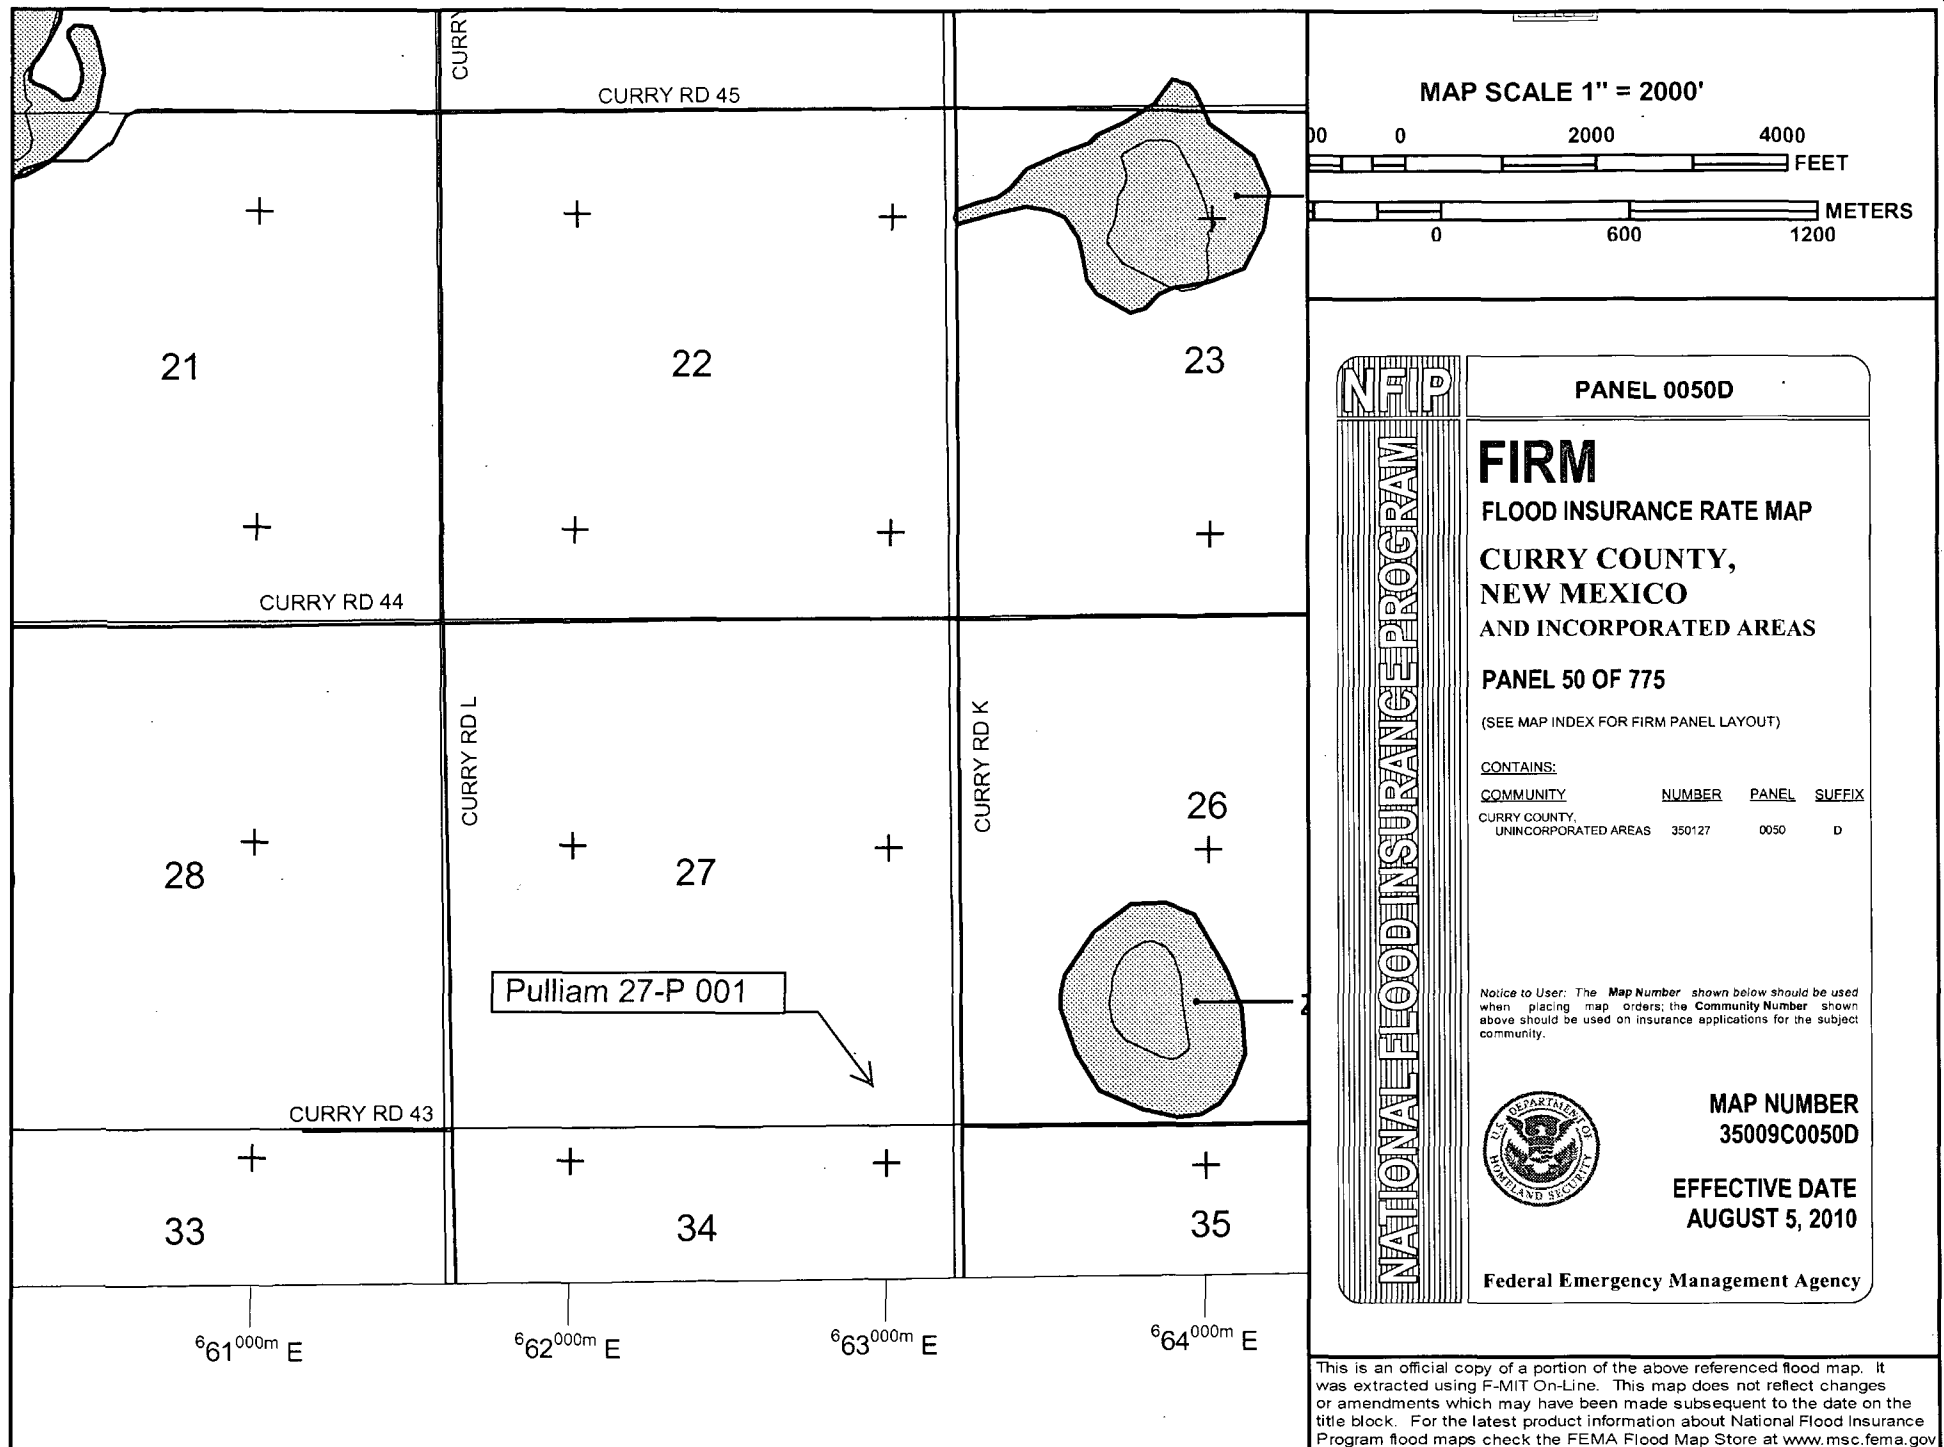 CURRY
CURRY RD 45
21
22
23
CURRY RD 44
CURRY RD L
CURRY RD K
26
28
27
Pulliam 27-P 001
CURRY RD 43
33
34
35
661000m E
662000m E
663000m E
664000m E
MAP SCALE 1" = 2000'
0 2000 4000
FEET
METERS
0 600 1200
NFIP
NATIONAL FLOOD INSURANCE PROGRAM
PANEL 0050D
FIRM
FLOOD INSURANCE RATE MAP
CURRY COUNTY,
NEW MEXICO
AND INCORPORATED AREAS
PANEL 50 OF 775
(SEE MAP INDEX FOR FIRM PANEL LAYOUT)
CONTAINS:
COMMUNITY NUMBER PANEL SUFFIX
CURRY COUNTY,
UNINCORPORATED AREAS 350127 0050 D
Notice to User: The Map Number shown below should be used
when placing map orders; the Community Number shown
above should be used on insurance applications for the subject
community.
U.S. DEPARTMENT OF HOMELAND SECURITY
MAP NUMBER
35009C0050D
EFFECTIVE DATE
AUGUST 5, 2010
Federal Emergency Management Agency
This is an official copy of a portion of the above referenced flood map. It
was extracted using F-MIT On-Line. This map does not reflect changes
or amendments which may have been made subsequent to the date on the
title block. For the latest product information about National Flood Insurance
Program flood maps check the FEMA Flood Map Store at www.msc.fema.gov